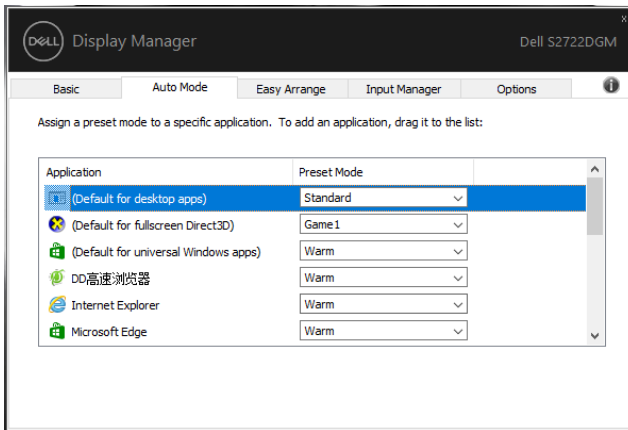 DELL Display Manager Dell S2722DGM
x
Basic Auto Mode Easy Arrange Input Manager Options
Assign a preset mode to a specific application. To add an application, drag it to the list:
Application Preset Mode
(Default for desktop apps) Standard
(Default for fullscreen Direct3D) Game1
(Default for universal Windows apps) Warm
DD高速浏览器 Warm
Internet Explorer Warm
Microsoft Edge Warm